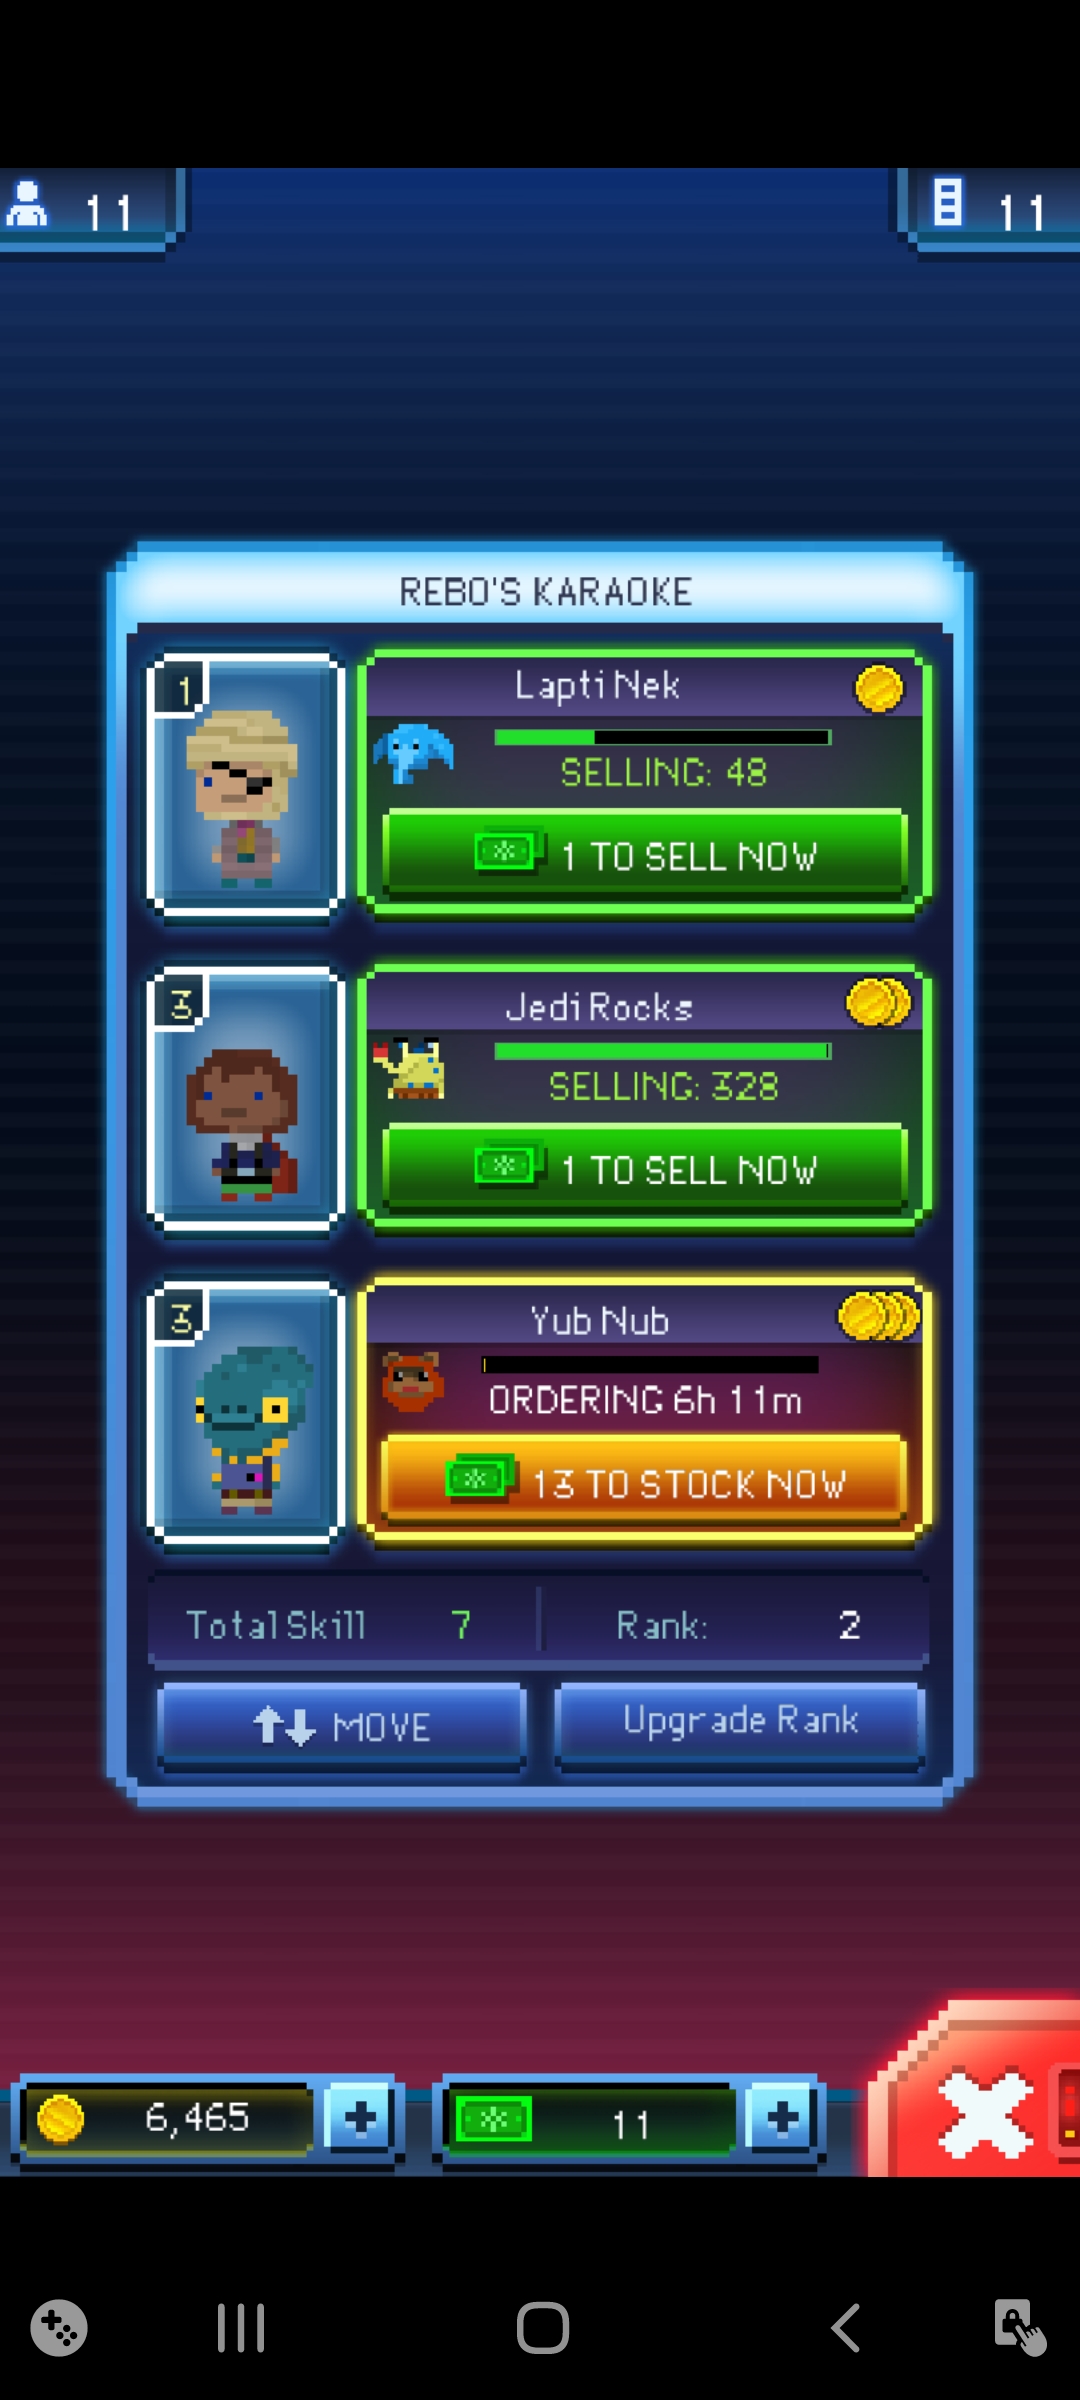 11
11
REBO'S KARAOKE
1
Lapti Nek
SELLING: 48
1 TO SELL NOW
3
Jedi Rocks
SELLING: 328
1 TO SELL NOW
3
Yub Nub
ORDERING 6h 11m
13 TO STOCK NOW
Total Skill 7
Rank: 2
MOVE
Upgrade Rank
6,465
11